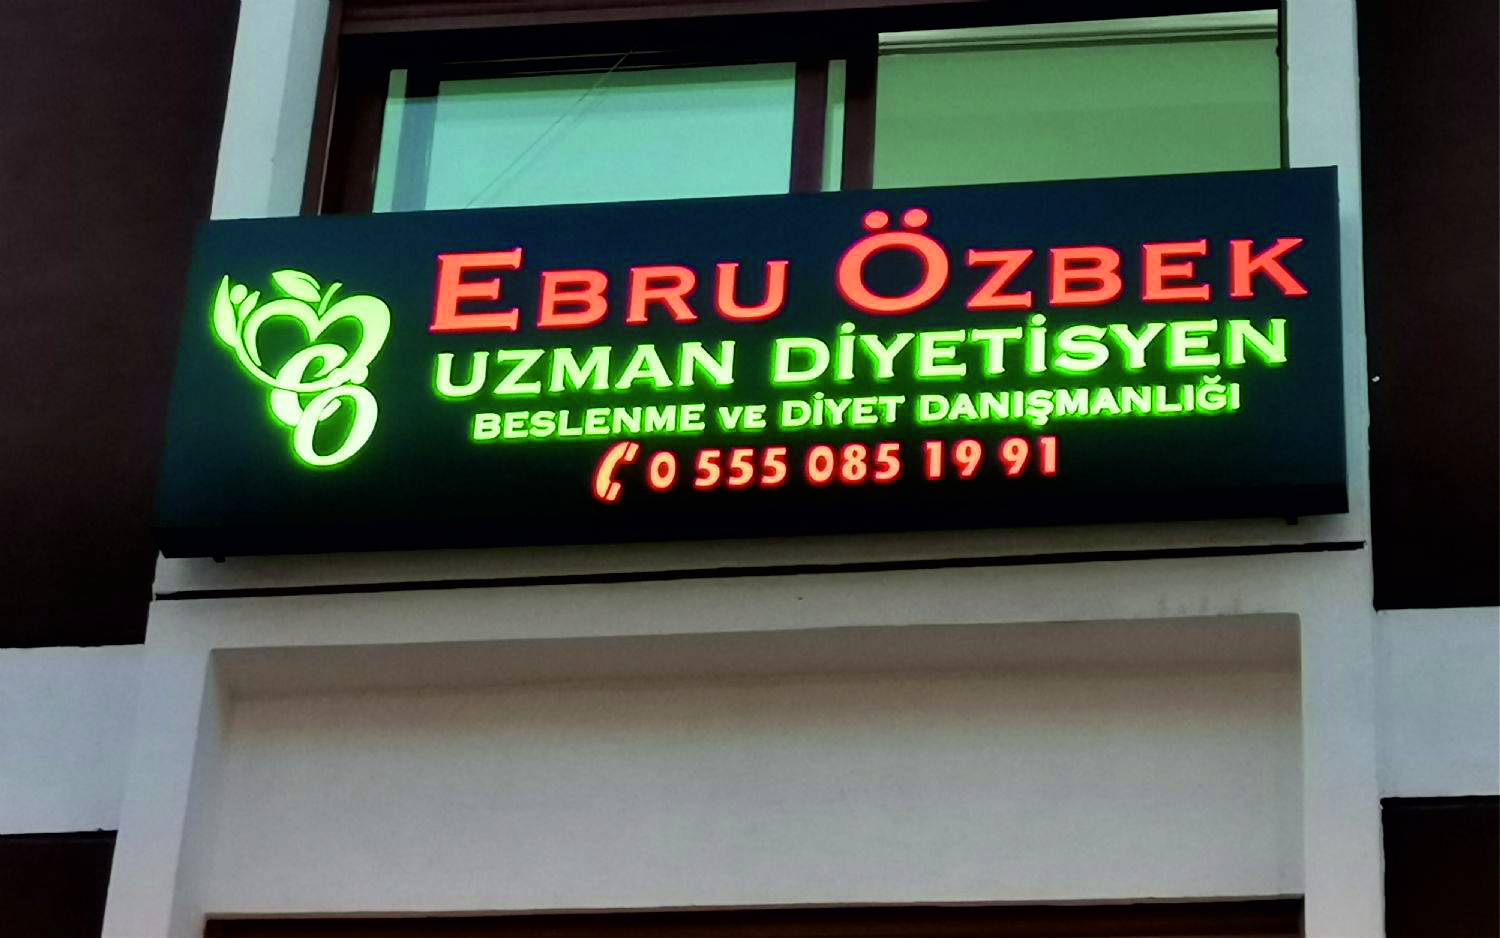 EBRU ÖZBEK
UZMAN DİYETİSYEN
BESLENME VE DİYET DANIŞMANLIĞI
0 555 085 19 91